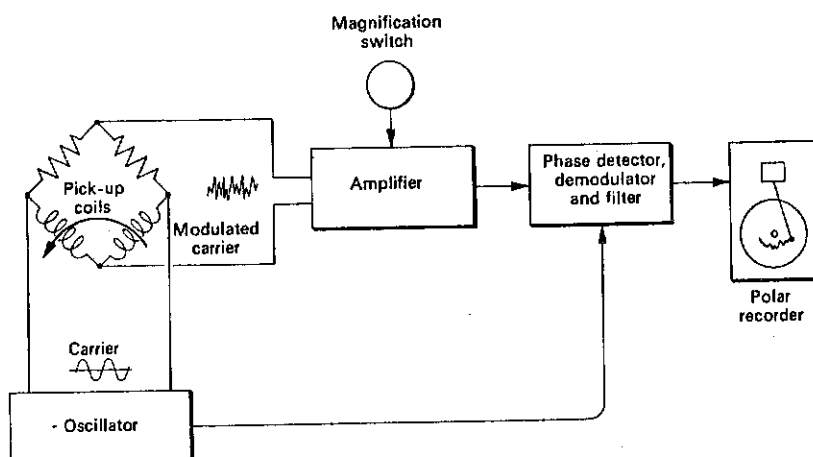 Magnification
switch
Pick-up
coils
Modulated
carrier
Amplifier
Phase detector,
demodulator
and filter
Polar
recorder
Carrier
Oscillator